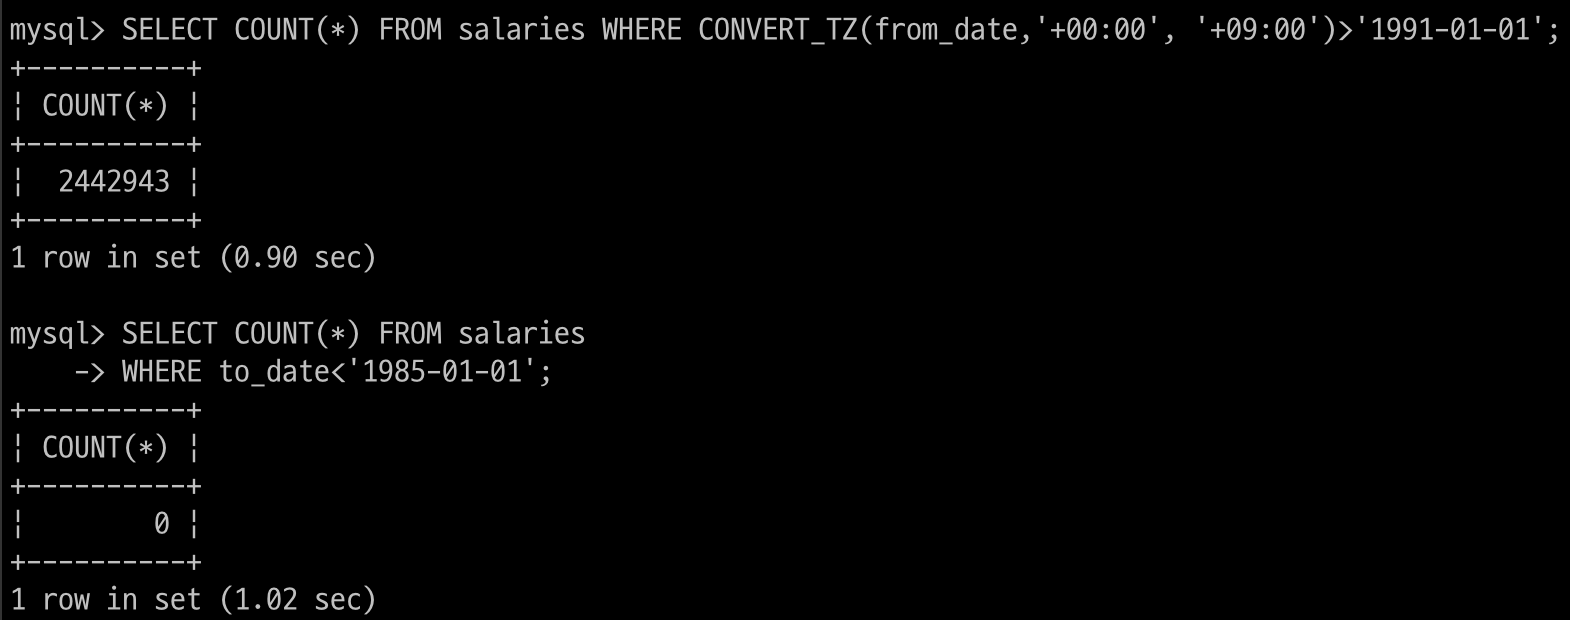 mysql> SELECT COUNT(*) FROM salaries WHERE CONVERT_TZ(from_date,'+00:00', '+09:00')>'1991-01-01';
+----------+
¦ COUNT(*) ¦
+----------+
¦  2442943 ¦
+----------+
1 row in set (0.90 sec)

mysql> SELECT COUNT(*) FROM salaries
    -> WHERE to_date<'1985-01-01';
+----------+
¦ COUNT(*) ¦
+----------+
¦        0 ¦
+----------+
1 row in set (1.02 sec)